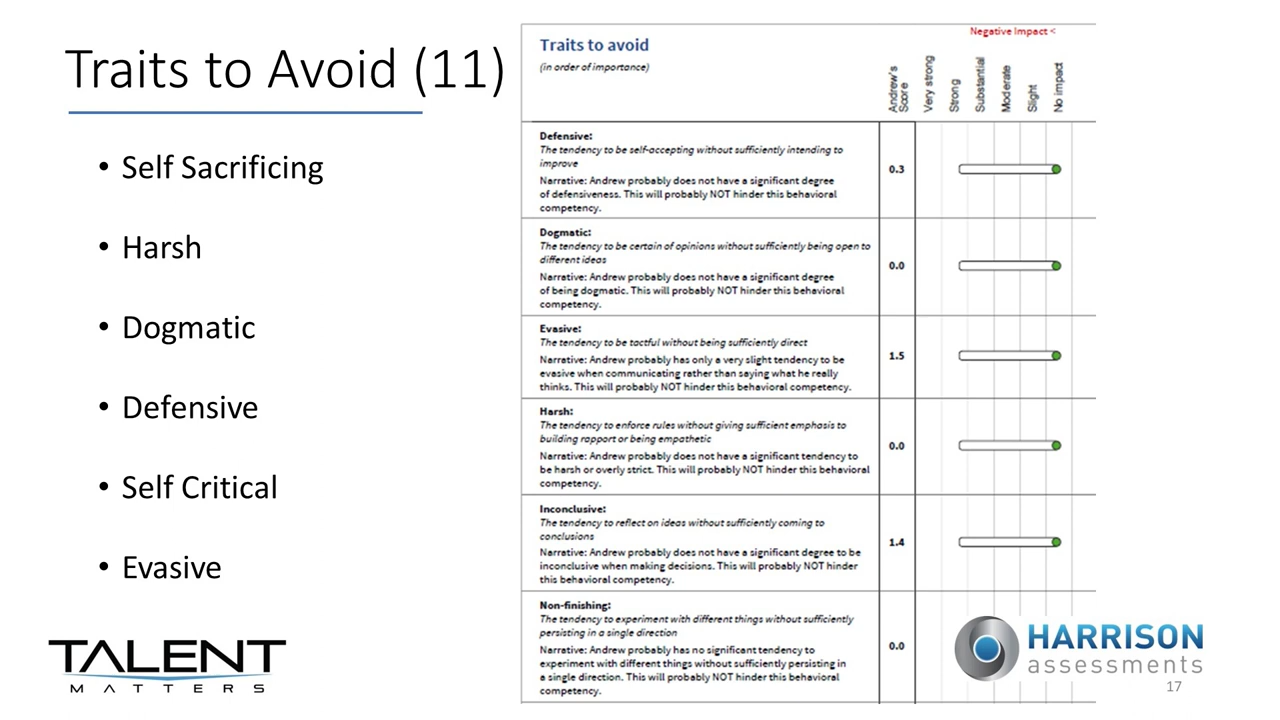 Traits to Avoid (11)
• Self Sacrificing
• Harsh
• Dogmatic
• Defensive
• Self Critical
• Evasive
TALENT
MATTERS
Traits to avoid
(in order of importance)
Negative Impact <
Andrew's
Score
Very strong
Strong
Substantial
Moderate
Slight
No impact
Defensive:
The tendency to be self-accepting without sufficiently intending to
improve
Narrative: Andrew probably does not have a significant degree
of defensiveness. This will probably NOT hinder this behavioral
competency.
0.3
Dogmatic:
The tendency to be certain of opinions without sufficiently being open to
different ideas
Narrative: Andrew probably does not have a significant degree
of being dogmatic. This will probably NOT hinder this behavioral
competency.
0.0
Evasive:
The tendency to be tactful without being sufficiently direct
Narrative: Andrew probably has only a very slight tendency to be
evasive when communicating rather than saying what he really
thinks. This will probably NOT hinder this behavioral competency.
1.5
Harsh:
The tendency to enforce rules without giving sufficient emphasis to
building rapport or being empathetic
Narrative: Andrew probably does not have a significant tendency to
be harsh or overly strict. This will probably NOT hinder this behavioral
competency.
0.0
Inconclusive:
The tendency to reflect on ideas without sufficiently coming to
conclusions
Narrative: Andrew probably does not have a significant degree to be
inconclusive when making decisions. This will probably NOT hinder
this behavioral competency.
1.4
Non-finishing:
The tendency to experiment with different things without sufficiently
persisting in a single direction
Narrative: Andrew probably has no significant tendency to
experiment with different things without sufficiently persisting in
a single direction. This will probably NOT hinder this behavioral
competency.
0.0
HARRISON
assessments
17